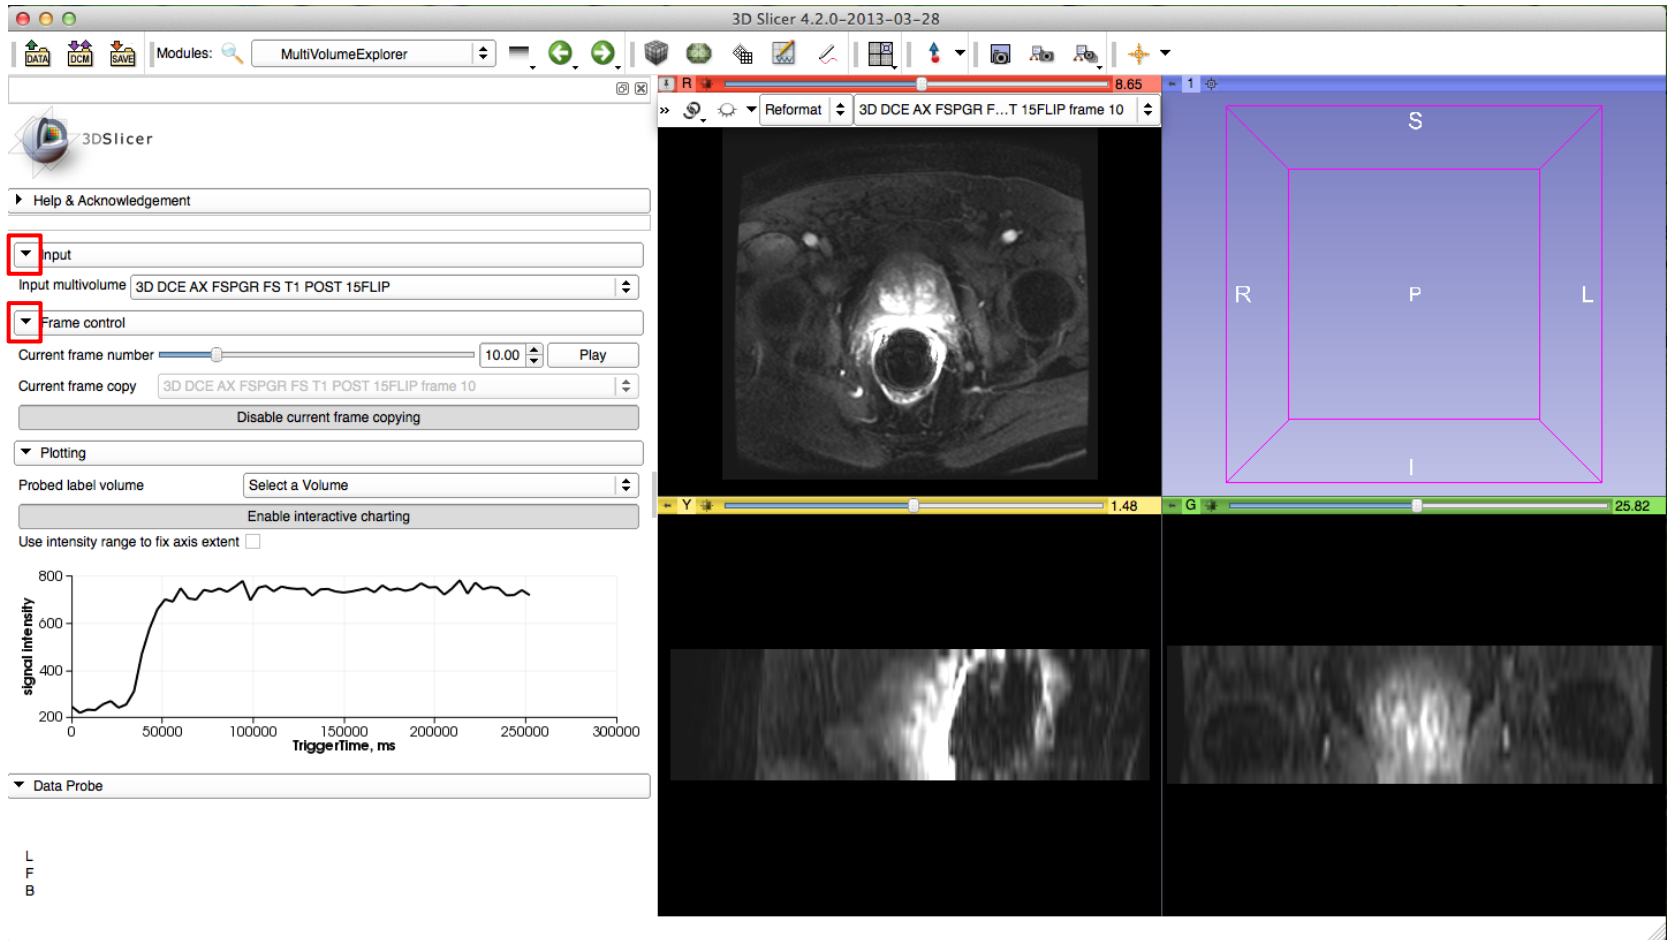 3D Slicer 4.2.0-2013-03-28
DATA DCM SAVE Modules: MultiVolumeExplorer
R 8.65
1
» Reformat 3D DCE AX FSPGR F...T 15FLIP frame 10
3DSlicer
Help & Acknowledgement
Input
Input multivolume 3D DCE AX FSPGR FS T1 POST 15FLIP
Frame control
Current frame number 10.00 Play
Current frame copy 3D DCE AX FSPGR FS T1 POST 15FLIP frame 10
Disable current frame copying
Plotting
Probed label volume Select a Volume
Enable interactive charting
Use intensity range to fix axis extent
800
600
400
200
signal intensity
0 50000 100000 150000 200000 250000 300000
TriggerTime, ms
Data Probe
L
F
B
S
R P L
I
Y 1.48
G 25.82